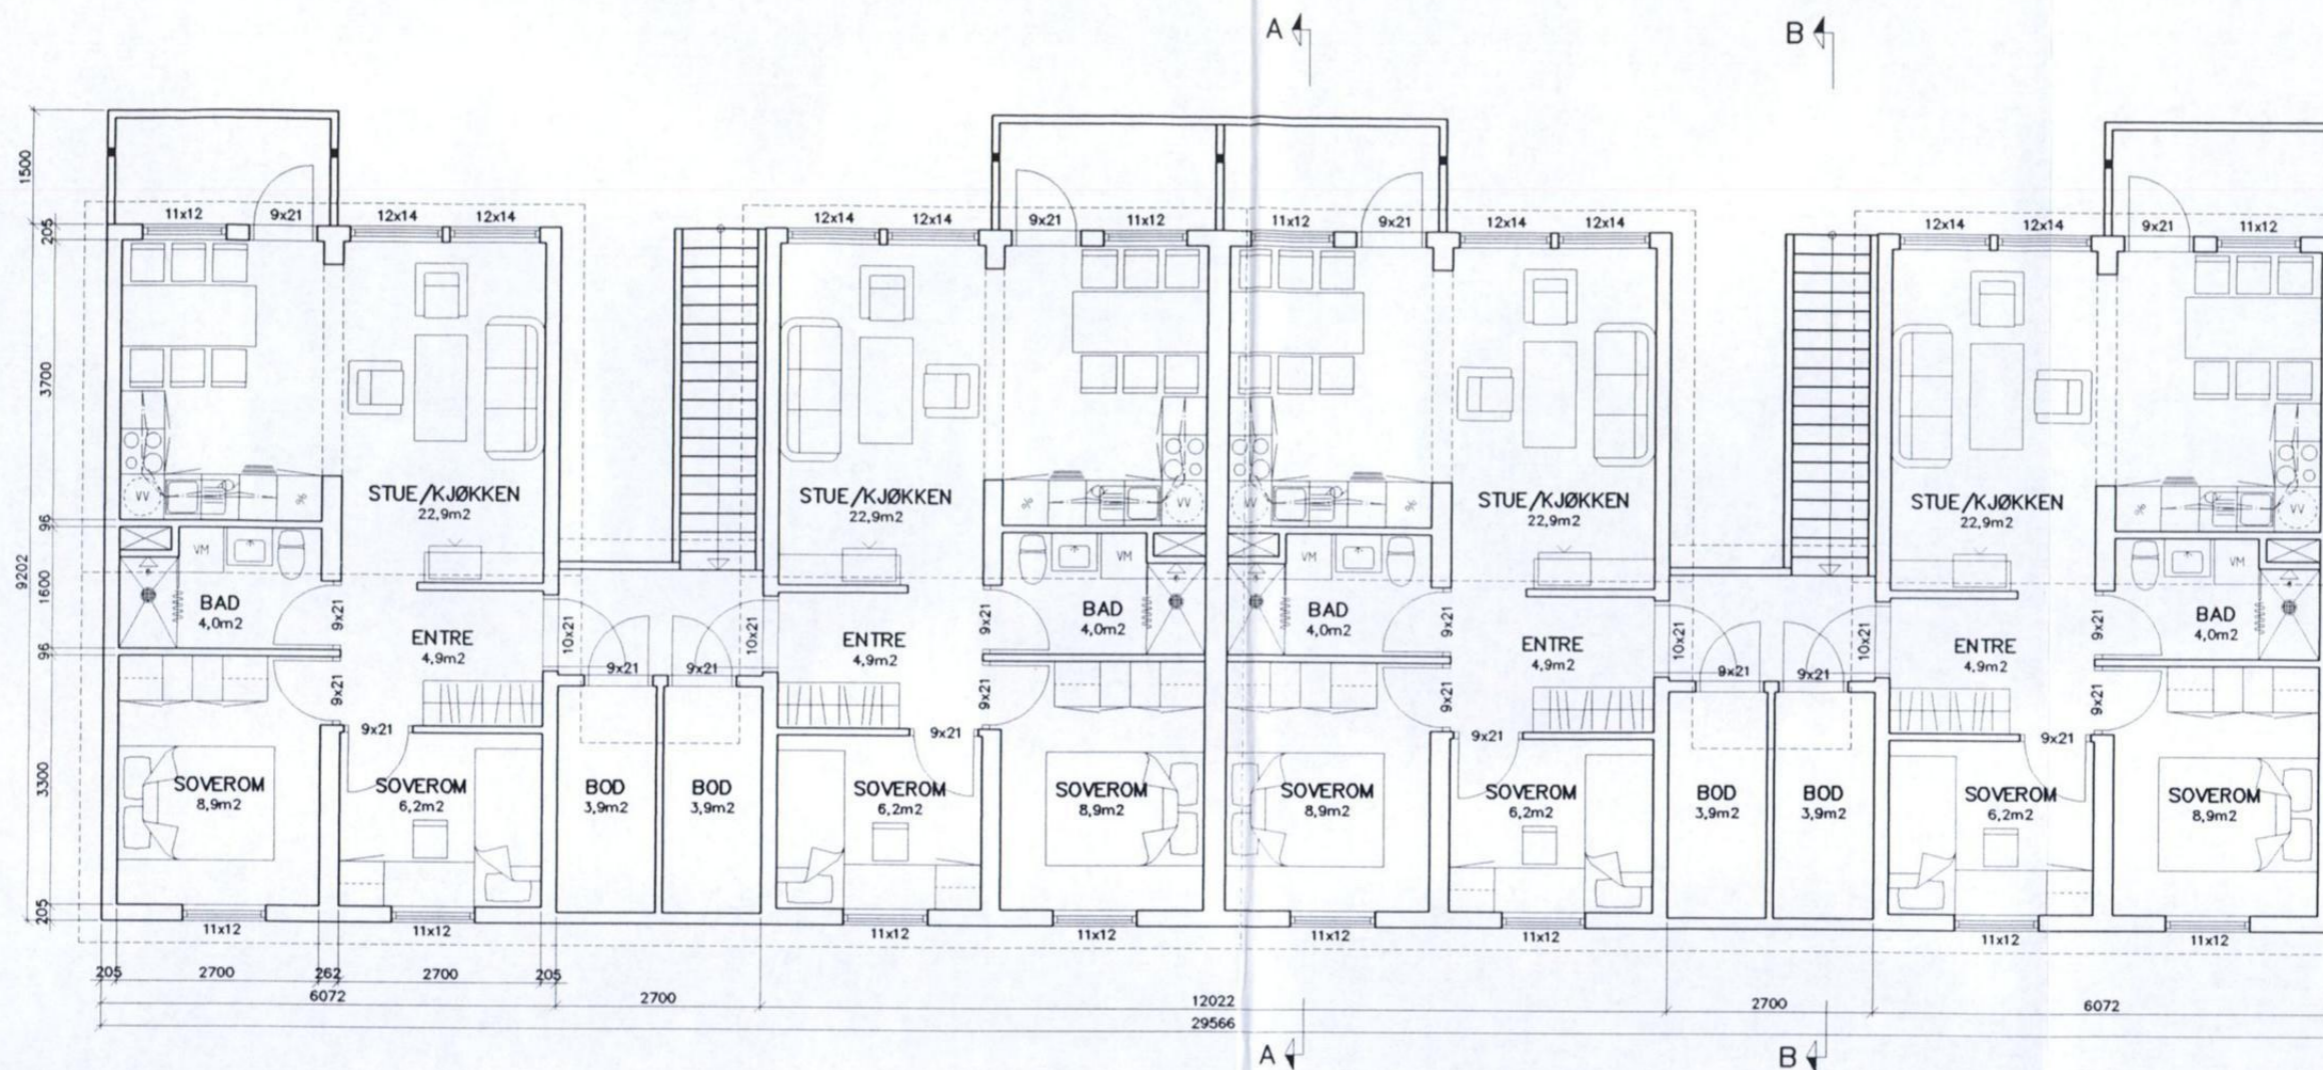 A B
1500
11x12 9x21 12x14 12x14 12x14 12x14 9x21 11x12 11x12 9x21 12x14 12x14 12x14 12x14 9x21 11x12
205
3700
VV VV VV VV
STUE/KJØKKEN STUE/KJØKKEN STUE/KJØKKEN STUE/KJØKKEN
22,9m2 22,9m2 22,9m2 22,9m2
96
9202
VM VM VM VM
1600
BAD BAD BAD BAD
4,0m2 4,0m2 4,0m2 4,0m2
9x21 10x21 10x21 9x21 9x21 10x21 10x21 9x21
ENTRE ENTRE ENTRE ENTRE
4,9m2 4,9m2 4,9m2 4,9m2
96
9x21 9x21 9x21 9x21
9x21 9x21 9x21 9x21
9x21 9x21 9x21 9x21
3300
SOVEROM SOVEROM BOD BOD SOVEROM SOVEROM SOVEROM SOVEROM BOD BOD SOVEROM SOVEROM
8,9m2 6,2m2 3,9m2 3,9m2 6,2m2 8,9m2 8,9m2 6,2m2 3,9m2 3,9m2 6,2m2 8,9m2
205
11x12 11x12 11x12 11x12 11x12 11x12 11x12 11x12
205 2700 262 2700 205
6072 2700 12022 2700 6072
29566
A B